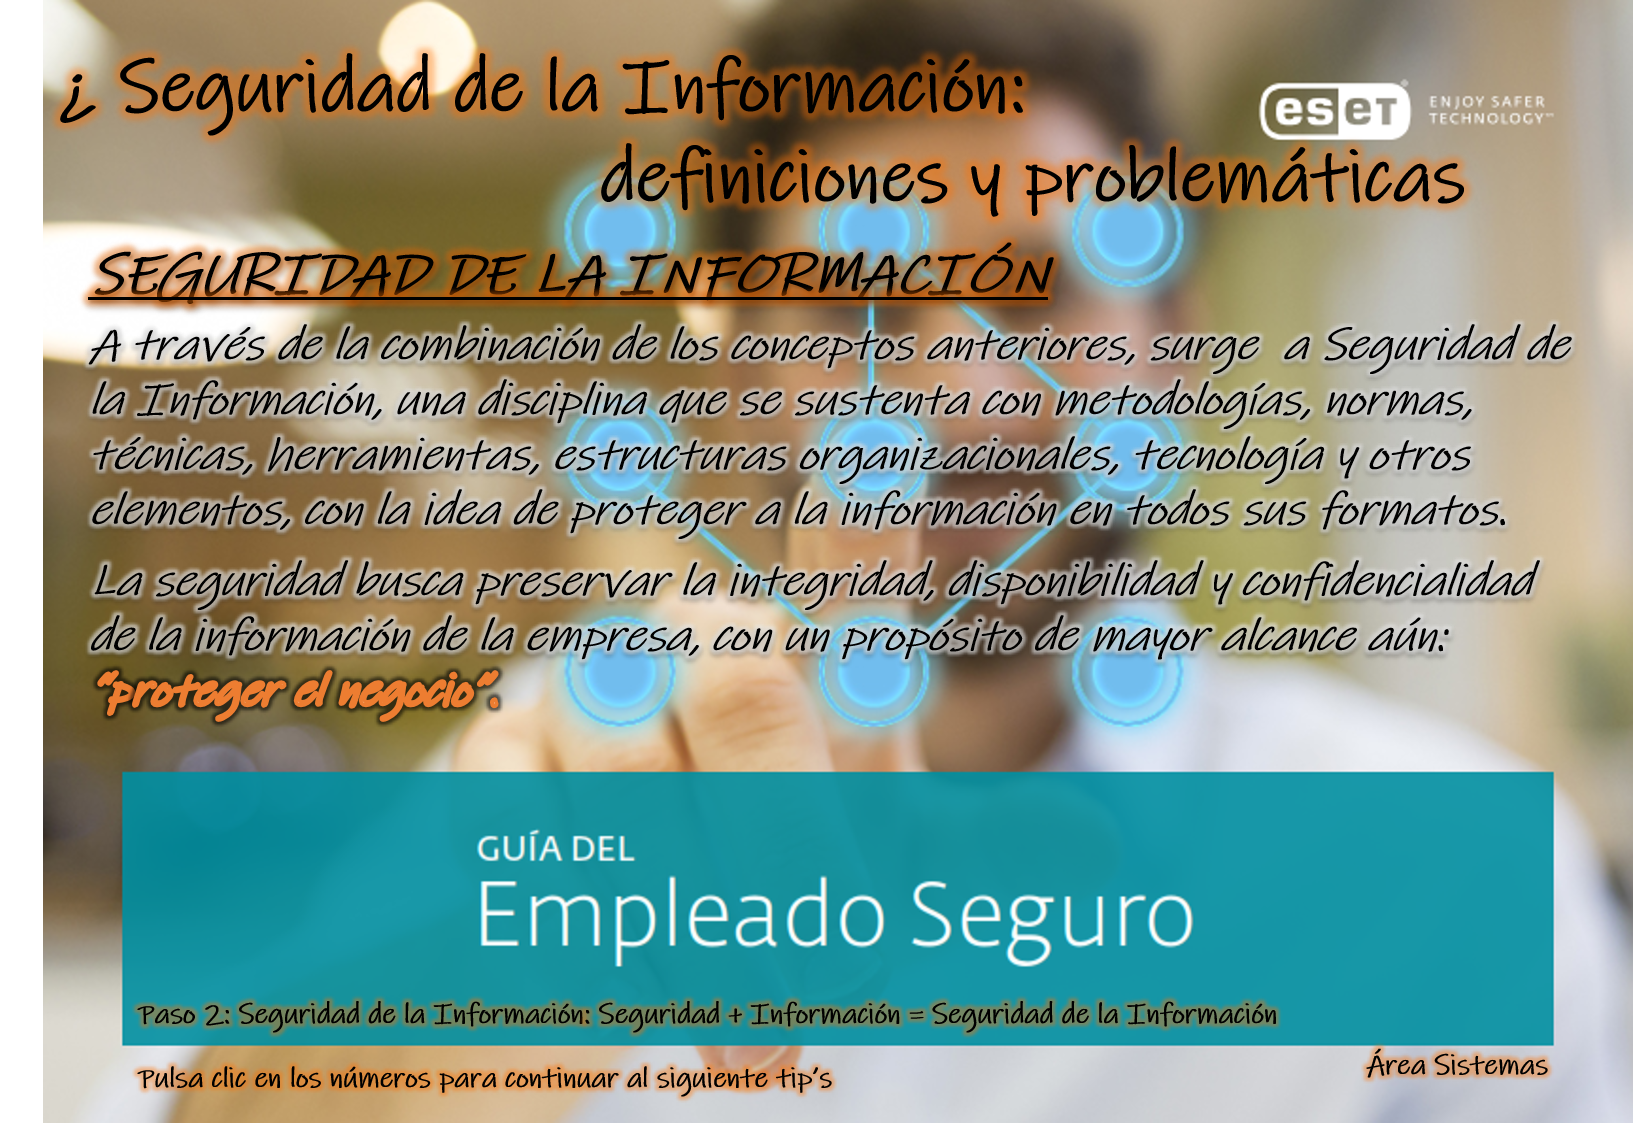 ¿ Seguridad de la Información:
definiciones y problemáticas
eset® ENJOY SAFER
TECHNOLOGY™
SEGURIDAD DE LA INFORMACIÓN
A través de la combinación de los conceptos anteriores, surge  a Seguridad de
la Información, una disciplina que se sustenta con metodologías, normas,
técnicas, herramientas, estructuras organizacionales, tecnología y otros
elementos, con la idea de proteger a la información en todos sus formatos.
La seguridad busca preservar la integridad, disponibilidad y confidencialidad
de la información de la empresa, con un propósito de mayor alcance aún:
“proteger el negocio”.
GUÍA DEL
Empleado Seguro
Paso 2: Seguridad de la Información: Seguridad + Información = Seguridad de la Información
Área Sistemas
Pulsa clic en los números para continuar al siguiente tip’s